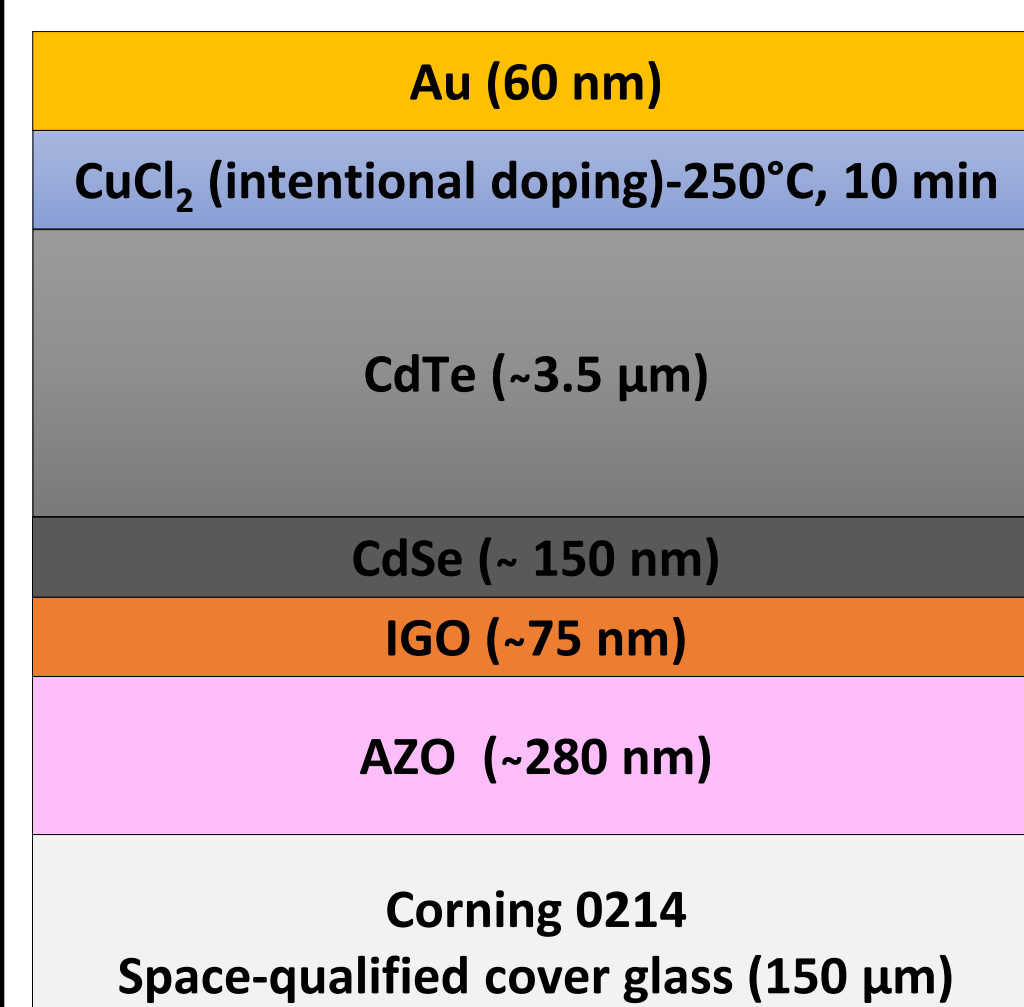 Au (60 nm)
CuCl₂ (intentional doping)-250°C, 10 min
CdTe (~3.5 µm)
CdSe (~ 150 nm)
IGO (~75 nm)
AZO  (~280 nm)
Corning 0214
Space-qualified cover glass (150 µm)